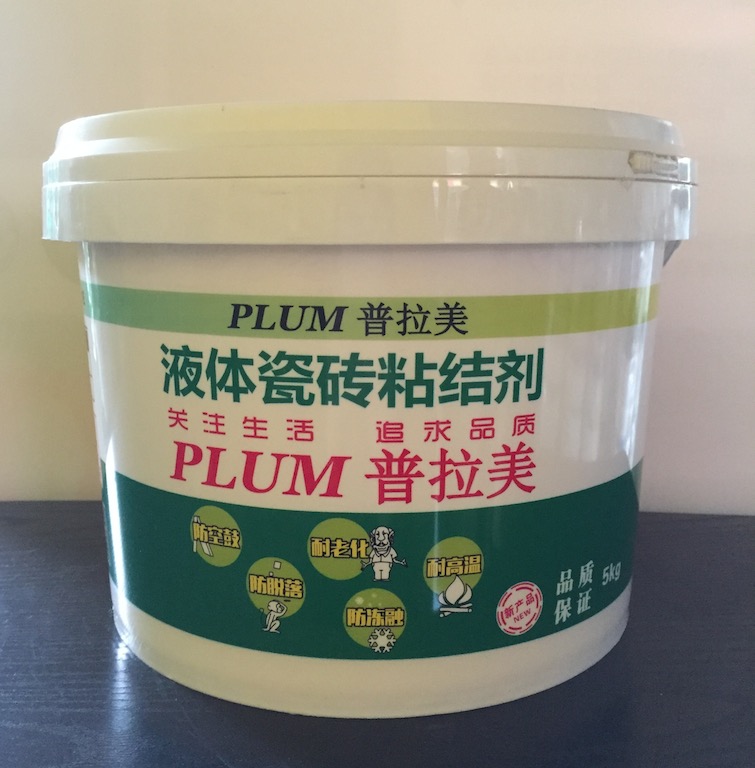 PLUM 普拉美
液体瓷砖粘结剂
关注生活 追求品质
PLUM 普拉美
防空鼓
耐老化
耐高温
防脱落
防冻融
新产品
NEW
品质
保证
5kg